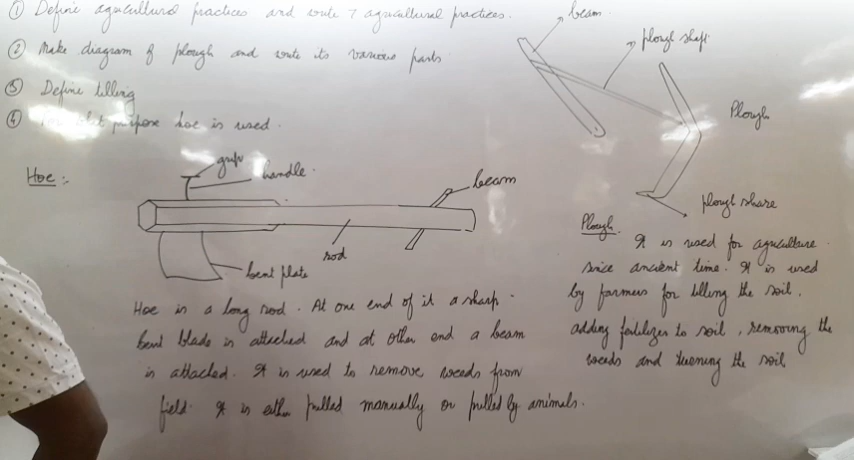 ① Define agricultural practices and write 7 agricultural practices.
② Make diagram of plough and write its various parts
③ Define tilling
④ purpose hoe is used.
beam
plough shaft
Plough
plough share
Hoe :-
grip
handle
beam
rod
bent plate
Hoe is a long rod. At one end of it a sharp
bent blade is attached and at other end a beam
is attached. It is used to remove weeds from
field. It is either pulled manually or pulled by animals.
Plough.
It is used for agriculture
since ancient time. It is used
by farmers for tilling the soil,
adding fertilizer to soil, removing the
weeds and turning the soil